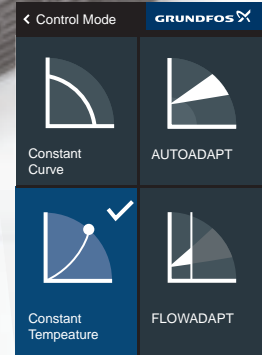 Control Mode
GRUNDFOS
Constant
Curve
AUTOADAPT
Constant
Tempeature
FLOWADAPT